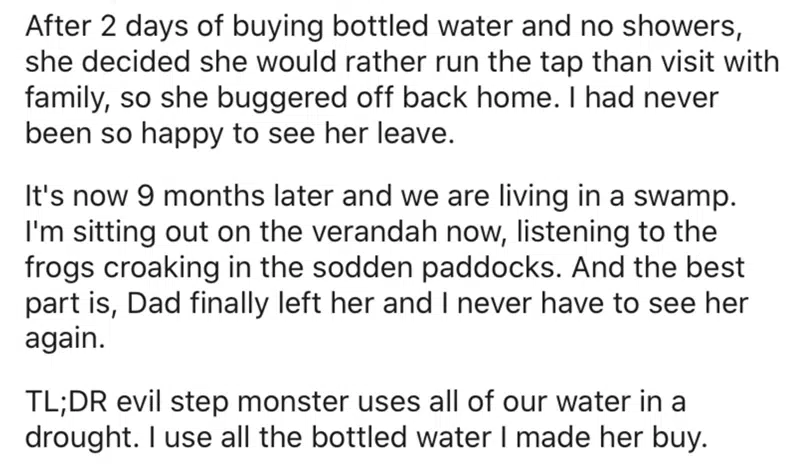 After 2 days of buying bottled water and no showers,
she decided she would rather run the tap than visit with
family, so she buggered off back home. I had never
been so happy to see her leave.
It's now 9 months later and we are living in a swamp.
I'm sitting out on the verandah now, listening to the
frogs croaking in the sodden paddocks. And the best
part is, Dad finally left her and I never have to see her
again.
TL;DR evil step monster uses all of our water in a
drought. I use all the bottled water I made her buy.